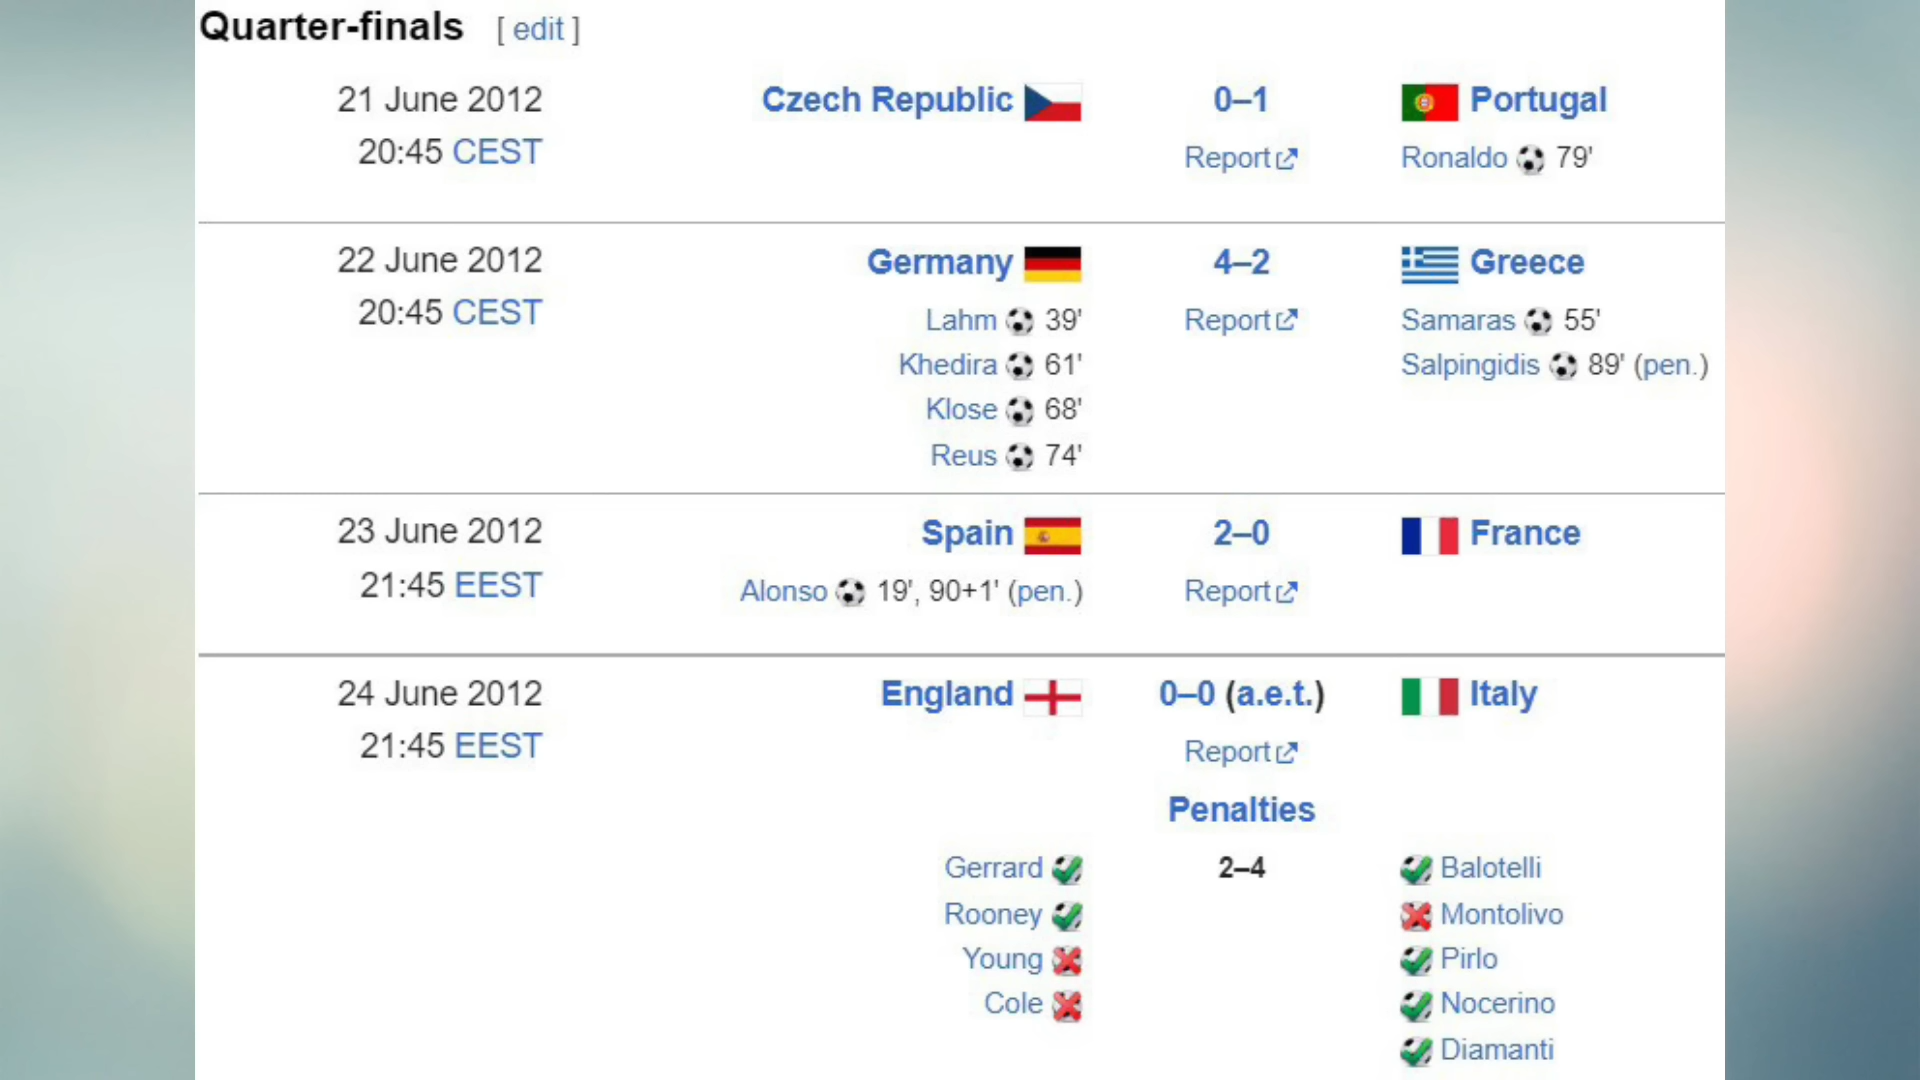 Quarter-finals [ edit ]
21 June 2012 Czech Republic 0–1 Portugal
20:45 CEST Report Ronaldo 79'
22 June 2012 Germany 4–2 Greece
20:45 CEST Lahm 39' Report Samaras 55'
Khedira 61' Salpingidis 89' (pen.)
Klose 68'
Reus 74'
23 June 2012 Spain 2–0 France
21:45 EEST Alonso 19', 90+1' (pen.) Report
24 June 2012 England 0–0 (a.e.t.) Italy
21:45 EEST Report
Penalties
Gerrard 2–4 Balotelli
Rooney Montolivo
Young Pirlo
Cole Nocerino
Diamanti